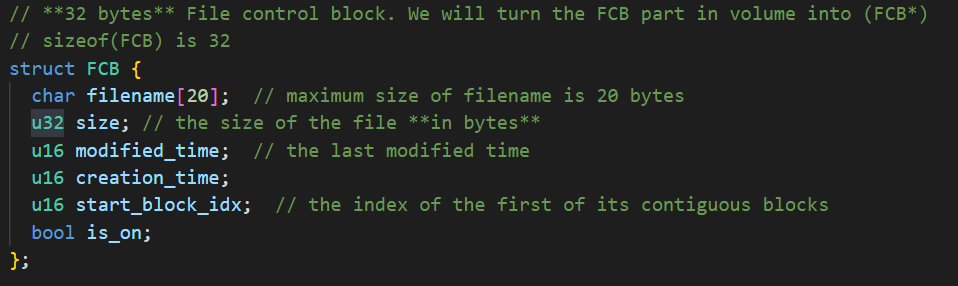 // **32 bytes** File control block. We will turn the FCB part in volume into (FCB*)
// sizeof(FCB) is 32
struct FCB {
  char filename[20];  // maximum size of filename is 20 bytes
  u32 size; // the size of the file **in bytes**
  u16 modified_time;  // the last modified time
  u16 creation_time;
  u16 start_block_idx;  // the index of the first of its contiguous blocks
  bool is_on;
};